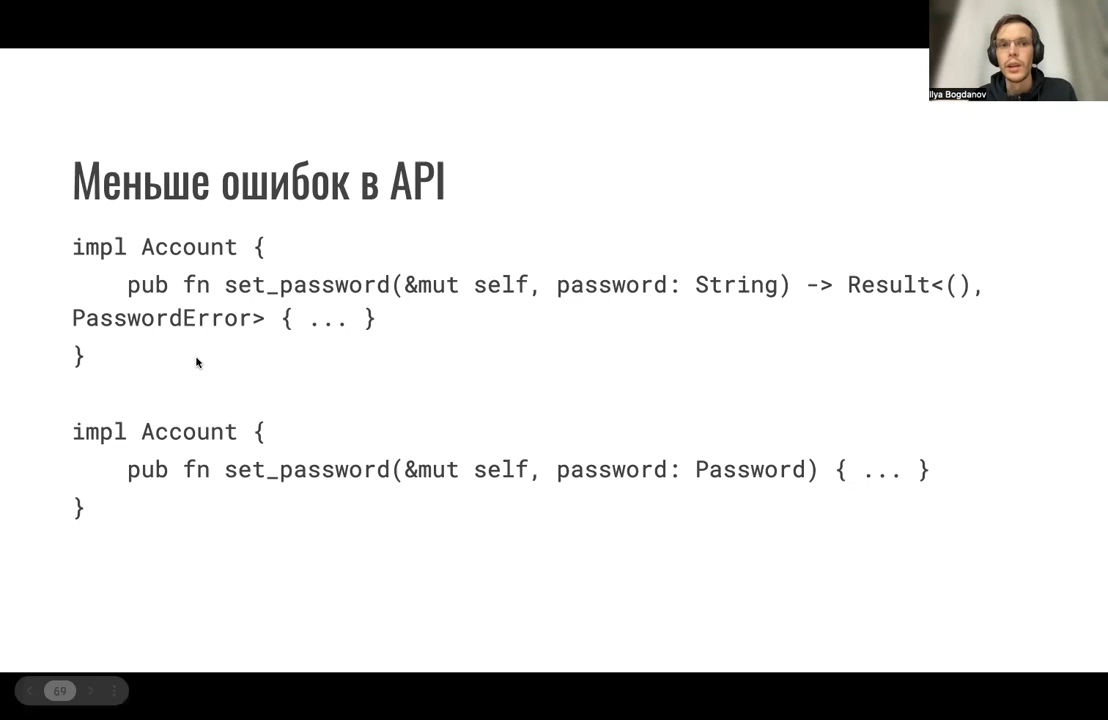 Ilya Bogdanov
Меньше ошибок в API
impl Account {
pub fn set_password(&mut self, password: String) -> Result<(),
PasswordError> { ... }
}
impl Account {
pub fn set_password(&mut self, password: Password) { ... }
}
69